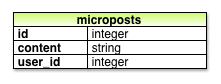 microposts
id integer
content string
user_id integer